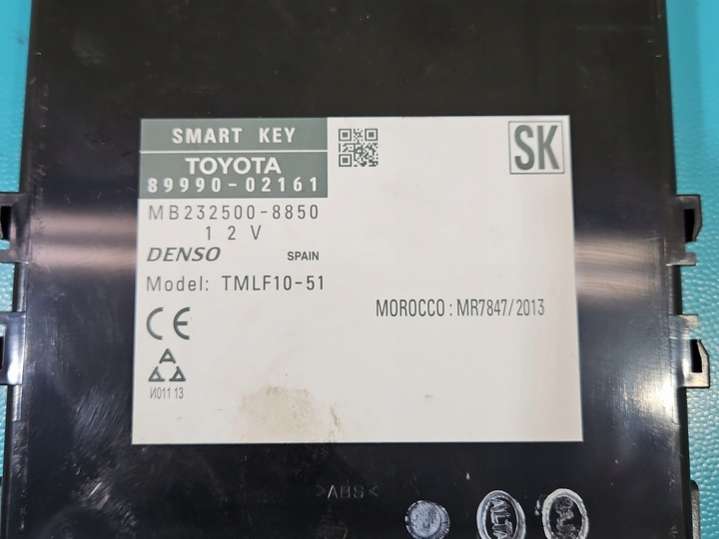 SMART KEY
TOYOTA
89990-02161
MB232500-8850
12V
DENSO SPAIN
Model: TMLF10-51
MOROCCO : MR7847/2013
SK
CE
И011 13
>ABS<
ALTA